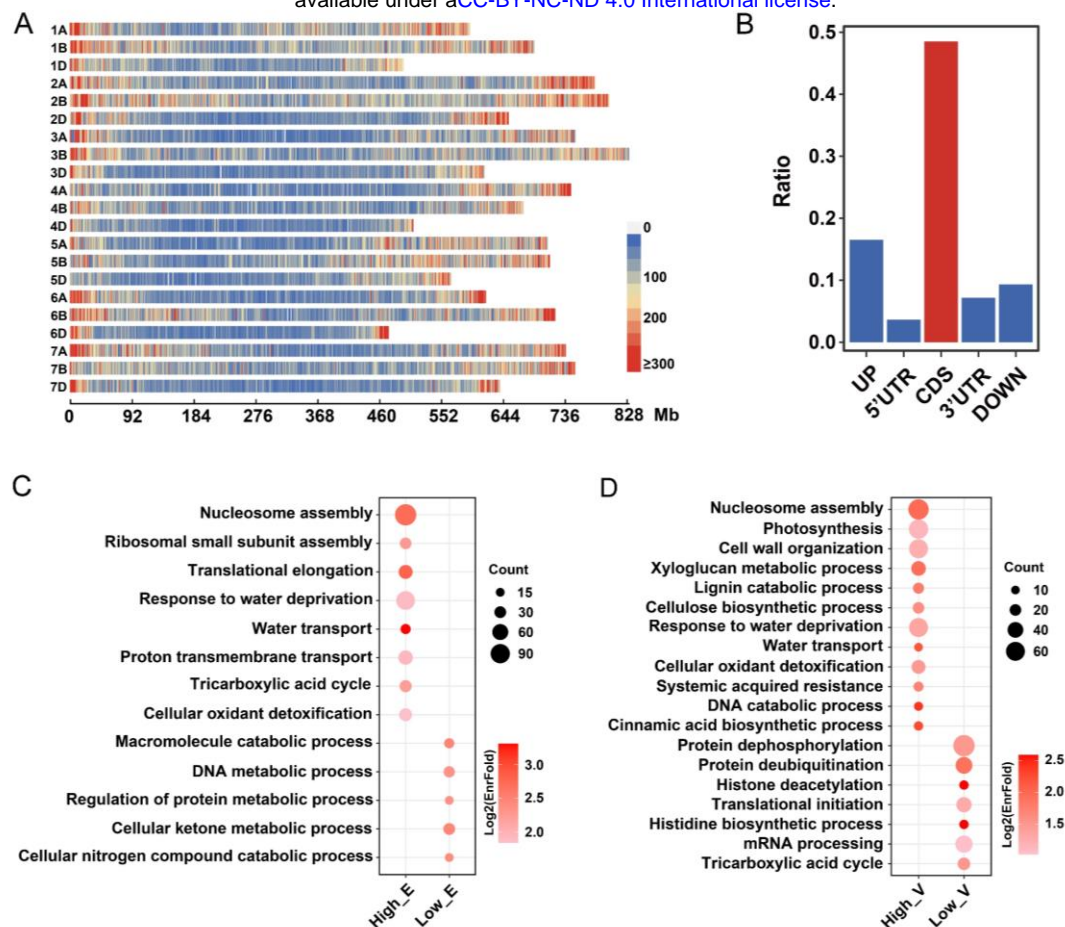 available under aCC-BY-NC-ND 4.0 International license.
A
1A
1B
1D
2A
2B
2D
3A
3B
3D
4A
4B
4D
5A
5B
5D
6A
6B
6D
7A
7B
7D
0 92 184 276 368 460 552 644 736 828 Mb
0
100
200
≥300
B
Ratio
0.5
0.4
0.3
0.2
0.1
0.0
UP 5'UTR CDS 3'UTR DOWN
C
Nucleosome assembly
Ribosomal small subunit assembly
Translational elongation
Response to water deprivation
Water transport
Proton transmembrane transport
Tricarboxylic acid cycle
Cellular oxidant detoxification
Macromolecule catabolic process
DNA metabolic process
Regulation of protein metabolic process
Cellular ketone metabolic process
Cellular nitrogen compound catabolic process
High_E Low_E
Count
15
30
60
90
Log2(EnrFold)
3.0
2.5
2.0
D
Nucleosome assembly
Photosynthesis
Cell wall organization
Xyloglucan metabolic process
Lignin catabolic process
Cellulose biosynthetic process
Response to water deprivation
Water transport
Cellular oxidant detoxification
Systemic acquired resistance
DNA catabolic process
Cinnamic acid biosynthetic process
Protein dephosphorylation
Protein deubiquitination
Histone deacetylation
Translational initiation
Histidine biosynthetic process
mRNA processing
Tricarboxylic acid cycle
High_V Low_V
Count
10
20
40
60
Log2(EnrFold)
2.5
2.0
1.5